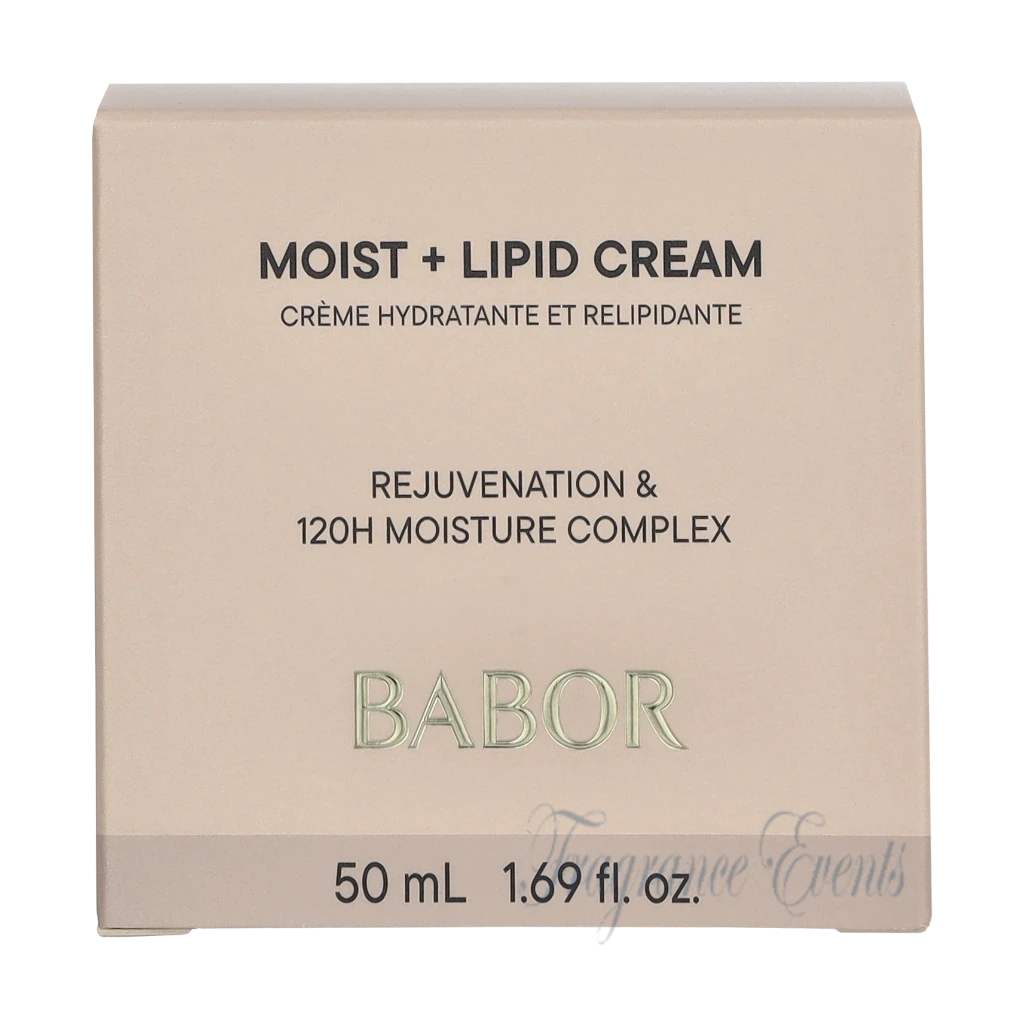 MOIST + LIPID CREAM
CRÈME HYDRATANTE ET RELIPIDANTE
REJUVENATION &
120H MOISTURE COMPLEX
BABOR
50 mL 1.69 fl. oz.
Fragrance Events